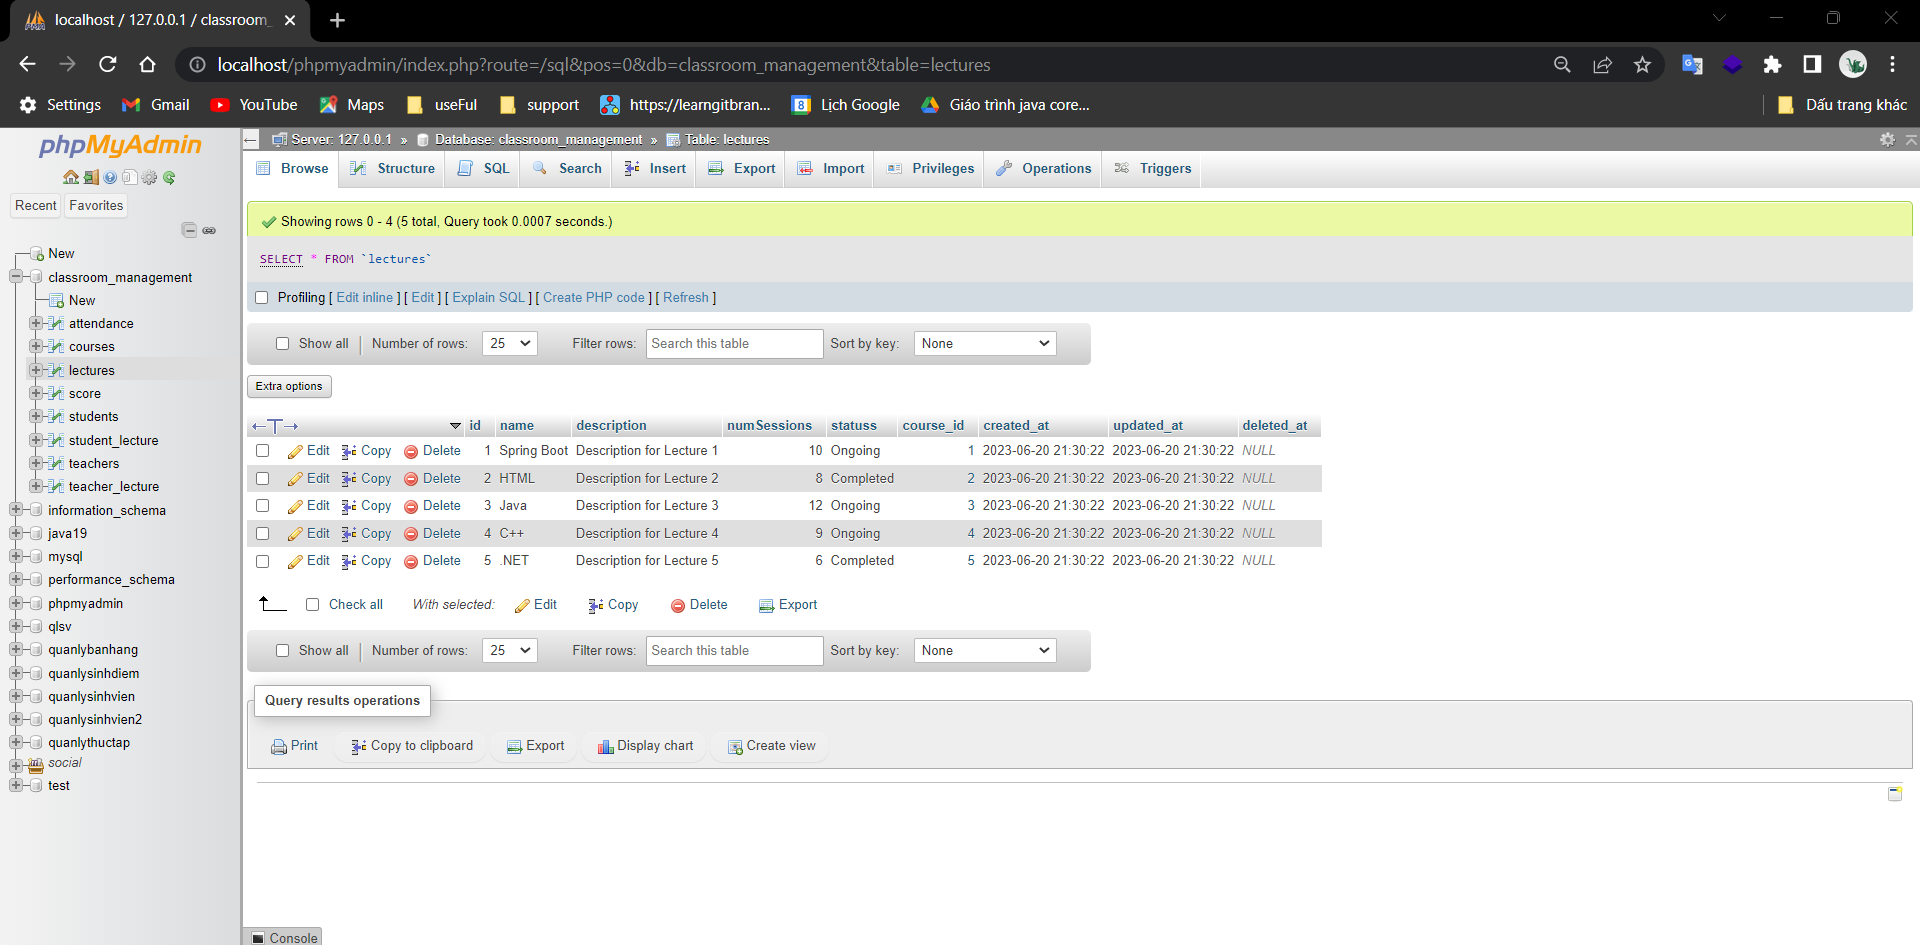 localhost / 127.0.0.1 / classroom_
localhost/phpmyadmin/index.php?route=/sql&pos=0&db=classroom_management&table=lectures
Settings Gmail YouTube Maps useFul support https://learngitbran... Lịch Google Giáo trình java core... Dấu trang khác
phpMyAdmin
Recent Favorites
New
classroom_management
New
attendance
courses
lectures
score
students
student_lecture
teachers
teacher_lecture
information_schema
java19
mysql
performance_schema
phpmyadmin
qlsv
quanlybanhang
quanlysinhdiem
quanlysinhvien
quanlysinhvien2
quanlythuctap
social
test
Server: 127.0.0.1 » Database: classroom_management » Table: lectures
Browse Structure SQL Search Insert Export Import Privileges Operations Triggers
Showing rows 0 - 4 (5 total, Query took 0.0007 seconds.)
SELECT * FROM `lectures`
Profiling [ Edit inline ] [ Edit ] [ Explain SQL ] [ Create PHP code ] [ Refresh ]
Show all Number of rows: 25 Filter rows: Search this table Sort by key: None
Extra options
←T→ id name description numSessions statuss course_id created_at updated_at deleted_at
Edit Copy Delete 1 Spring Boot Description for Lecture 1 10 Ongoing 1 2023-06-20 21:30:22 2023-06-20 21:30:22 NULL
Edit Copy Delete 2 HTML Description for Lecture 2 8 Completed 2 2023-06-20 21:30:22 2023-06-20 21:30:22 NULL
Edit Copy Delete 3 Java Description for Lecture 3 12 Ongoing 3 2023-06-20 21:30:22 2023-06-20 21:30:22 NULL
Edit Copy Delete 4 C++ Description for Lecture 4 9 Ongoing 4 2023-06-20 21:30:22 2023-06-20 21:30:22 NULL
Edit Copy Delete 5 .NET Description for Lecture 5 6 Completed 5 2023-06-20 21:30:22 2023-06-20 21:30:22 NULL
Check all With selected: Edit Copy Delete Export
Show all Number of rows: 25 Filter rows: Search this table Sort by key: None
Query results operations
Print Copy to clipboard Export Display chart Create view
Console